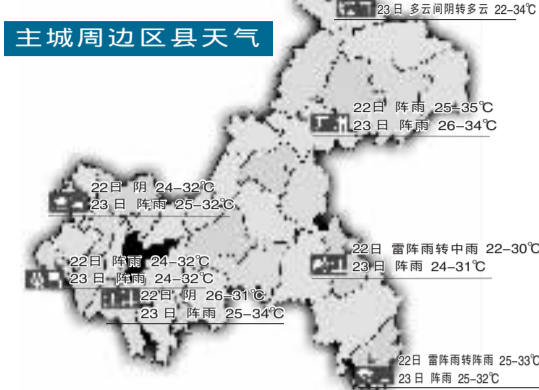 23日 多云间阴转多云 22-34℃
主城周边区县天气
22日 阵雨 25-35℃
23日 阵雨 26-34℃
22日 阴 24-32℃
23日 阵雨 25-32℃
22日 雷阵雨转中雨 22-30℃
23日 阵雨 24-31℃
22日 阵雨 24-32℃
23日 阵雨 24-32℃
22日 阴 26-31℃
23日 阵雨 25-34℃
22日 雷阵雨转阵雨 25-33℃
23日 阵雨 25-32℃